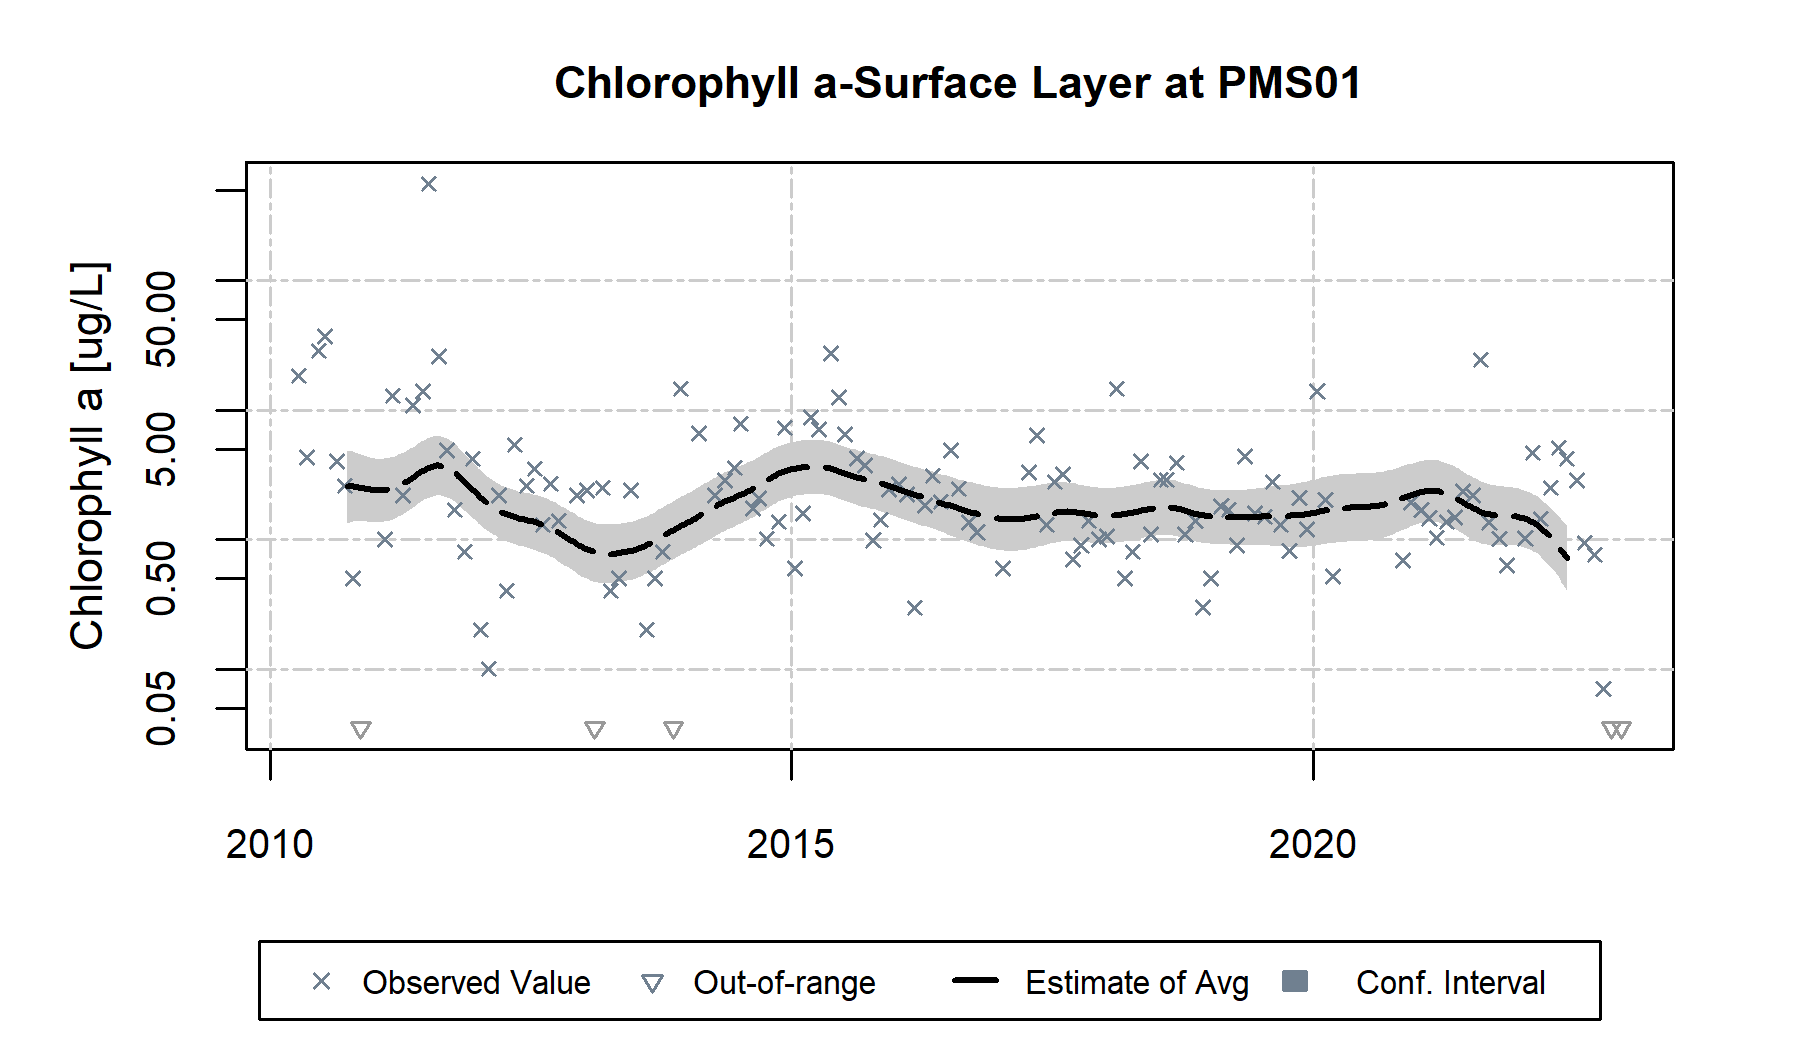 Chlorophyll a-Surface Layer at PMS01
Chlorophyll a [ug/L]
50.00
5.00
0.50
0.05
2010 2015 2020
Observed Value Out-of-range Estimate of Avg Conf. Interval